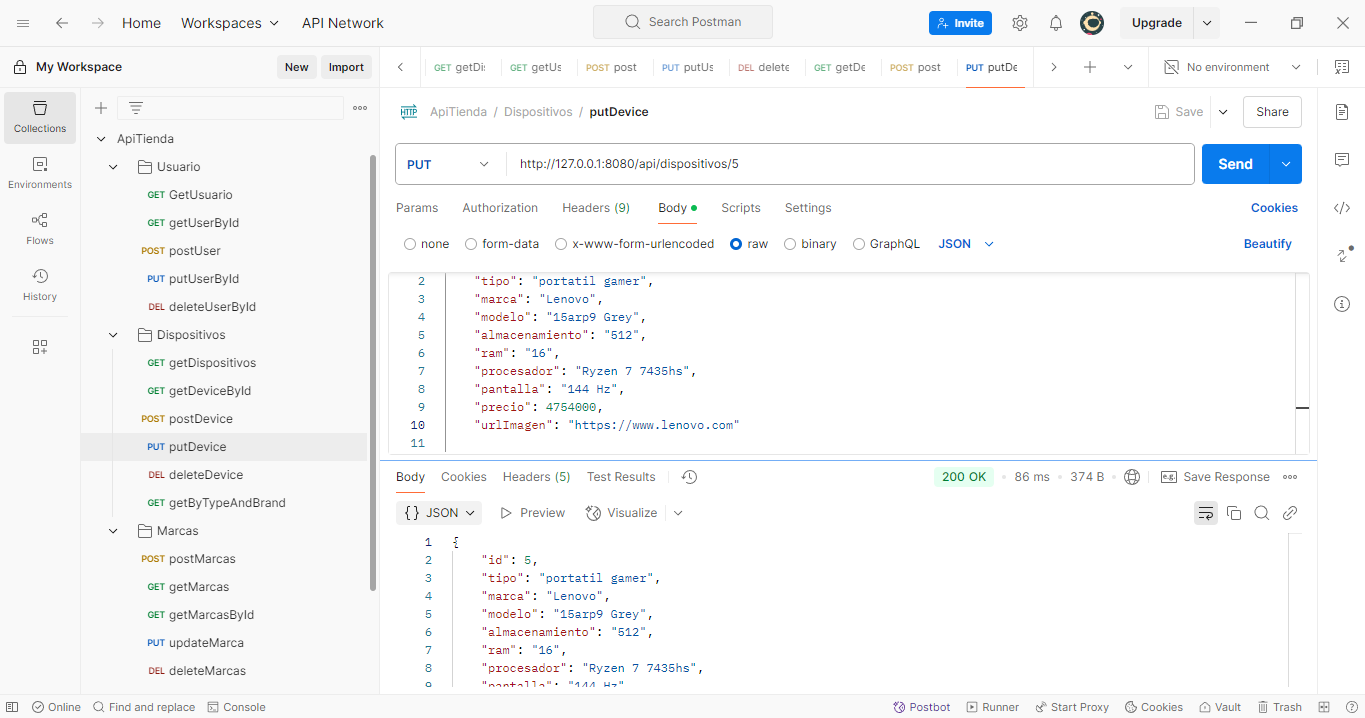 Home Workspaces API Network Search Postman Invite Upgrade
My Workspace New Import
GET getDi GET getUs POST post PUT putUs DEL delete GET getDe POST post PUT putDe No environment
Collections
Environments
Flows
History
ApiTienda
Usuario
GET GetUsuario
GET getUserById
POST postUser
PUT putUserById
DEL deleteUserById
Dispositivos
GET getDispositivos
GET getDeviceById
POST postDevice
PUT putDevice
DEL deleteDevice
GET getByTypeAndBrand
Marcas
POST postMarcas
GET getMarcas
GET getMarcasById
PUT updateMarca
DEL deleteMarcas
HTTP ApiTienda / Dispositivos / putDevice Save Share
PUT http://127.0.0.1:8080/api/dispositivos/5 Send
Params Authorization Headers (9) Body Scripts Settings Cookies
none form-data x-www-form-urlencoded raw binary GraphQL JSON Beautify
2 "tipo": "portatil gamer",
3 "marca": "Lenovo",
4 "modelo": "15arp9 Grey",
5 "almacenamiento": "512",
6 "ram": "16",
7 "procesador": "Ryzen 7 7435hs",
8 "pantalla": "144 Hz",
9 "precio": 4754000,
10 "urlImagen": "https://www.lenovo.com"
11
Body Cookies Headers (5) Test Results 200 OK 86 ms 374 B e.g. Save Response
{} JSON Preview Visualize
1 {
2 "id": 5,
3 "tipo": "portatil gamer",
4 "marca": "Lenovo",
5 "modelo": "15arp9 Grey",
6 "almacenamiento": "512",
7 "ram": "16",
8 "procesador": "Ryzen 7 7435hs",
9 "pantalla": "144 Hz"
Online Find and replace Console Postbot Runner Start Proxy Cookies Vault Trash